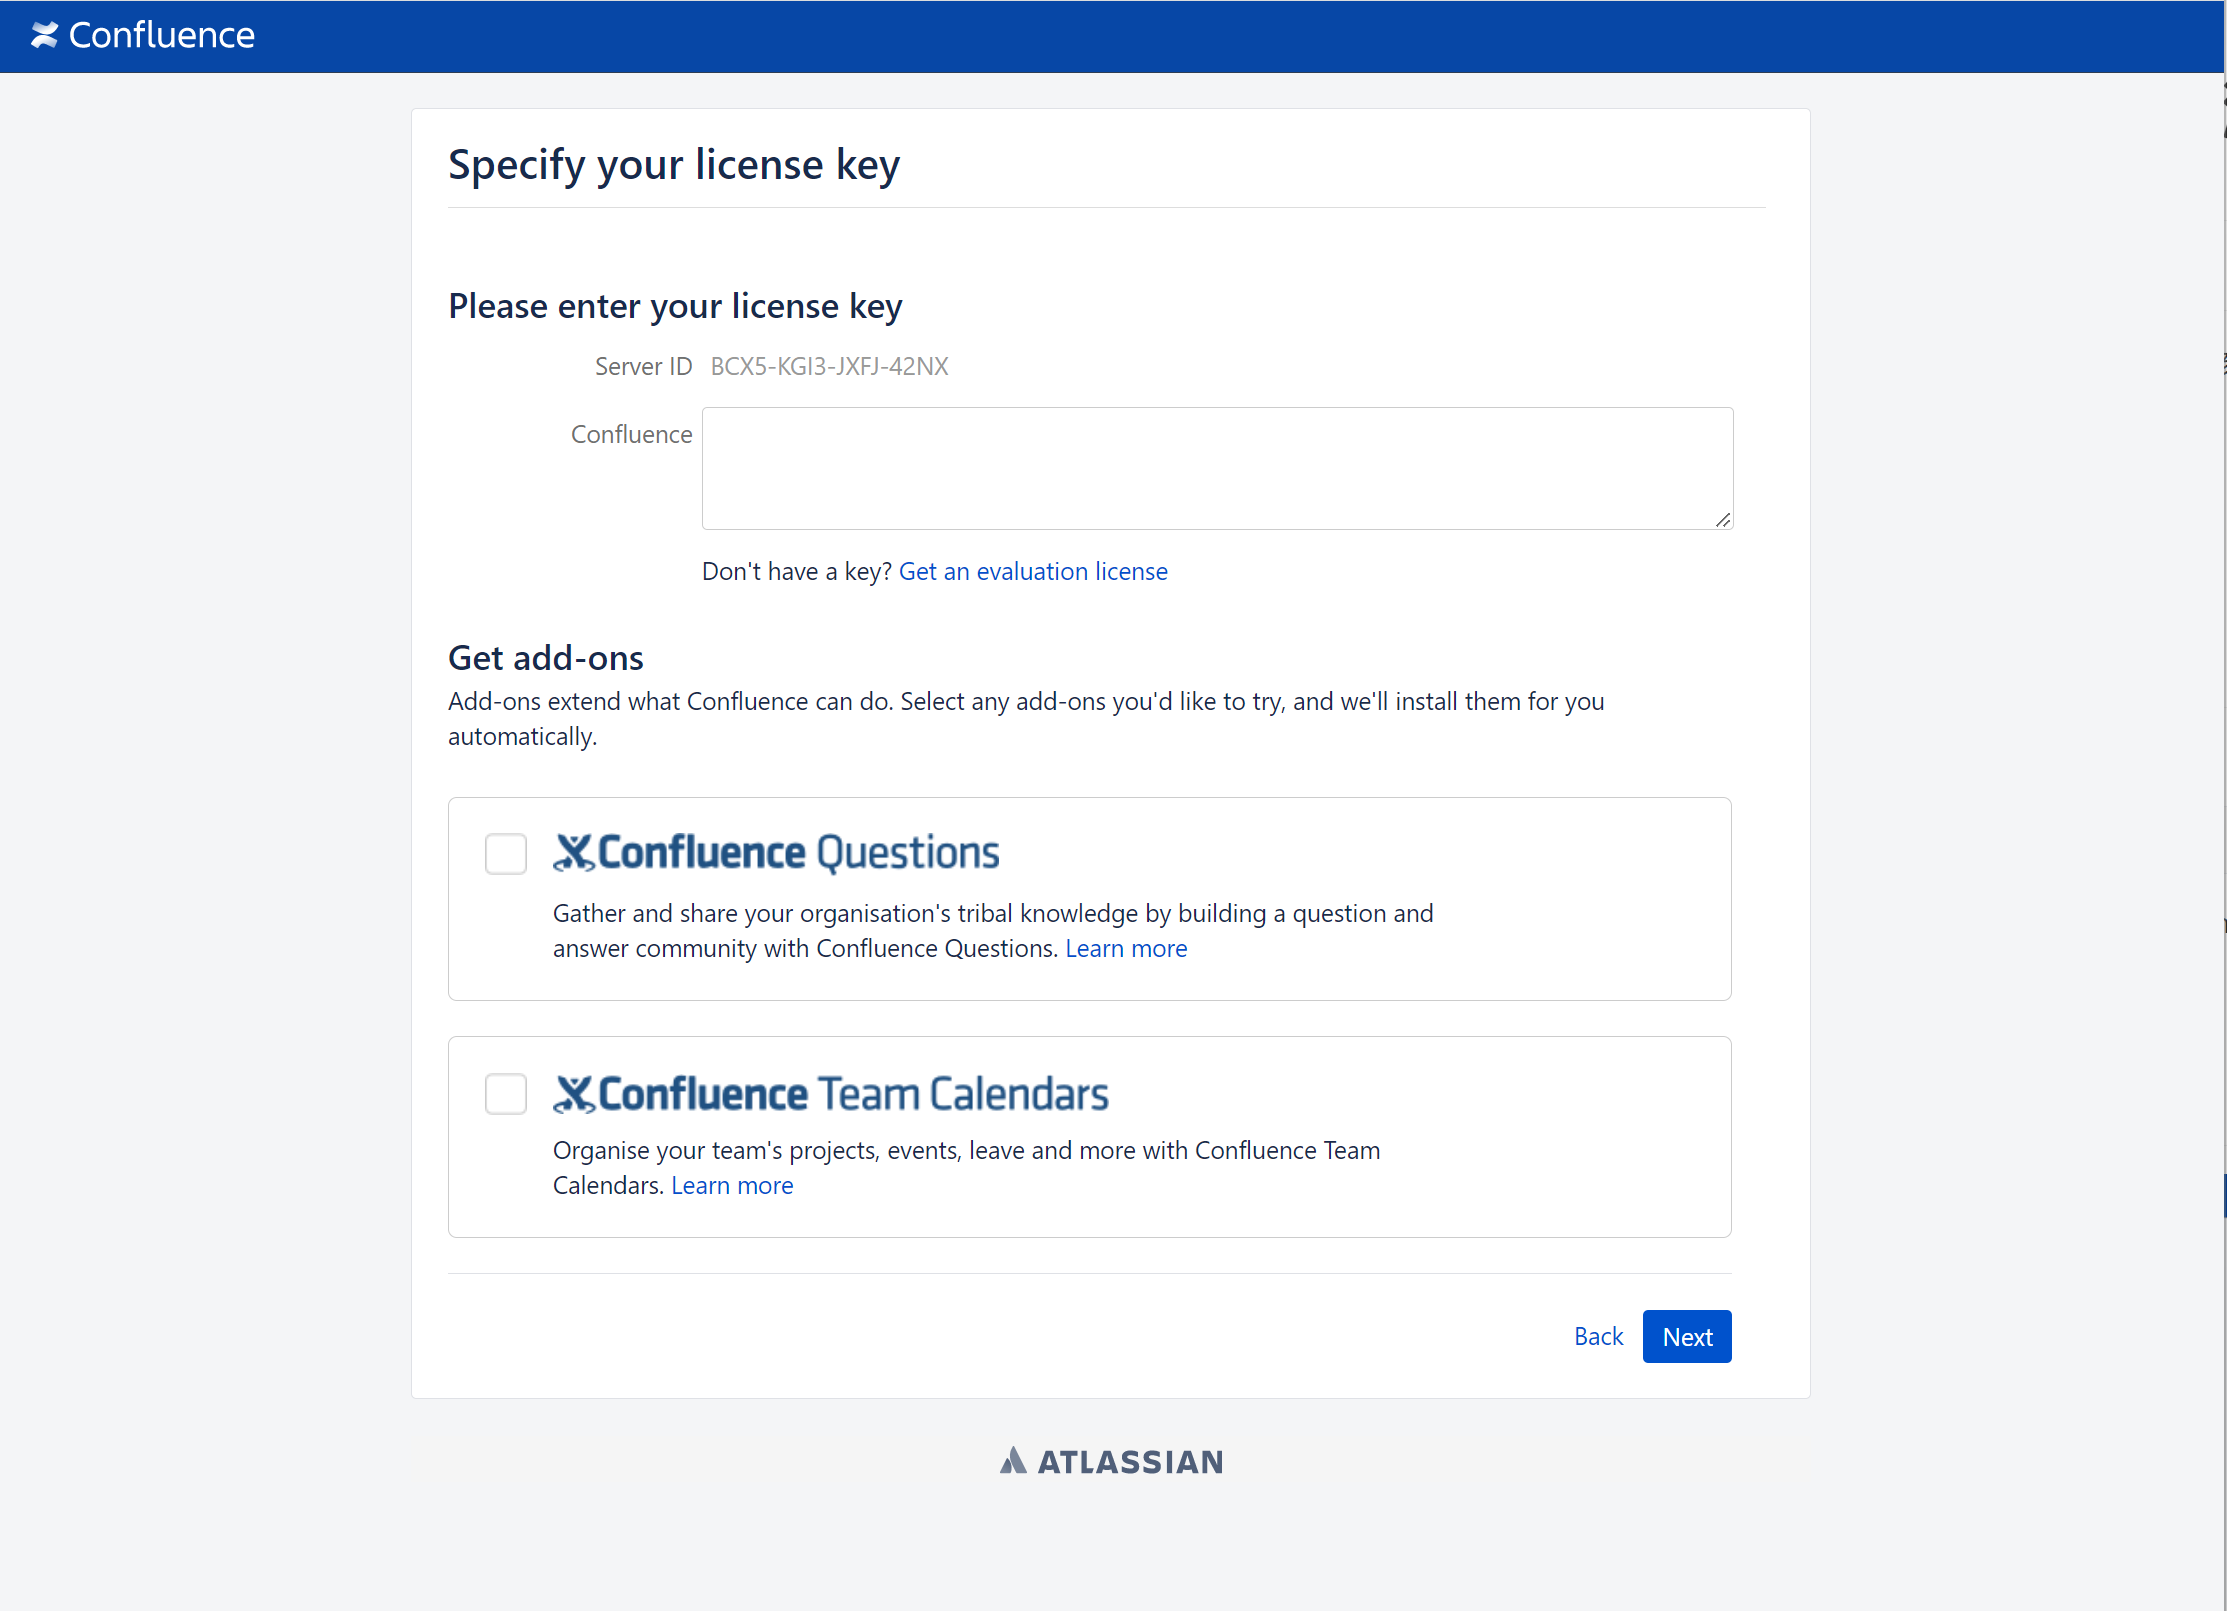 Confluence
Specify your license key
Please enter your license key
Server ID BCX5-KGI3-JXFJ-42NX
Confluence
Don't have a key? Get an evaluation license
Get add-ons
Add-ons extend what Confluence can do. Select any add-ons you'd like to try, and we'll install them for you
automatically.
Confluence Questions
Gather and share your organisation's tribal knowledge by building a question and
answer community with Confluence Questions. Learn more
Confluence Team Calendars
Organise your team's projects, events, leave and more with Confluence Team
Calendars. Learn more
Back Next
ATLASSIAN